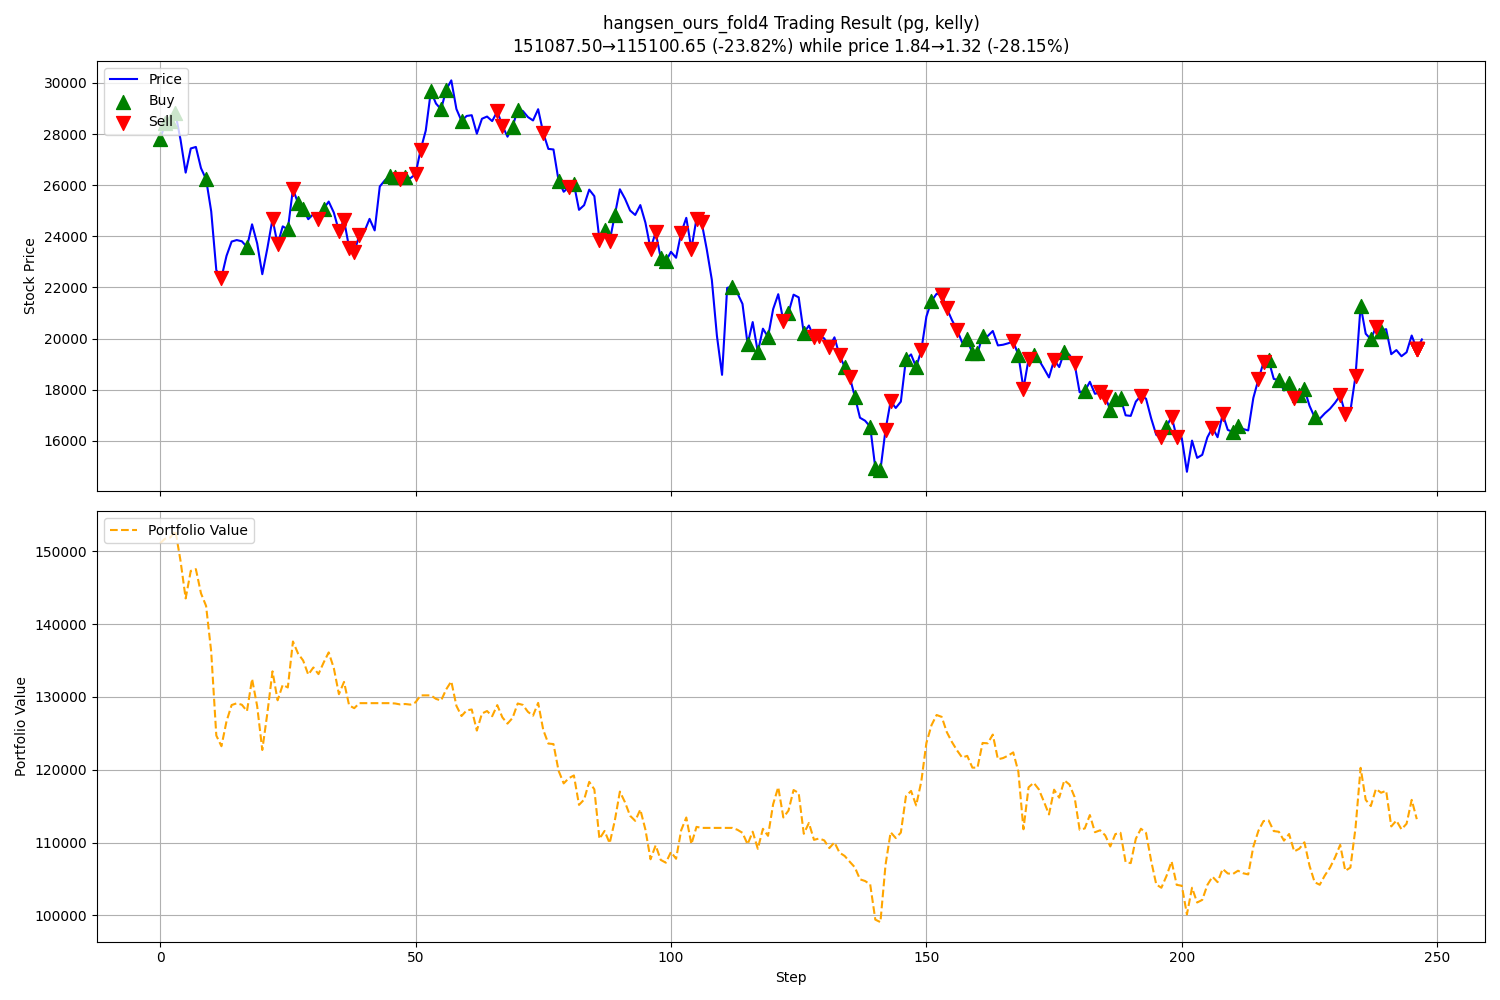 hangsen_ours_fold4 Trading Result (pg, kelly)
151087.50→115100.65 (-23.82%) while price 1.84→1.32 (-28.15%)
Price
Buy
Sell
Stock Price
30000
28000
26000
24000
22000
20000
18000
16000
Portfolio Value
Portfolio Value
150000
140000
130000
120000
110000
100000
0
50
100
150
200
250
Step